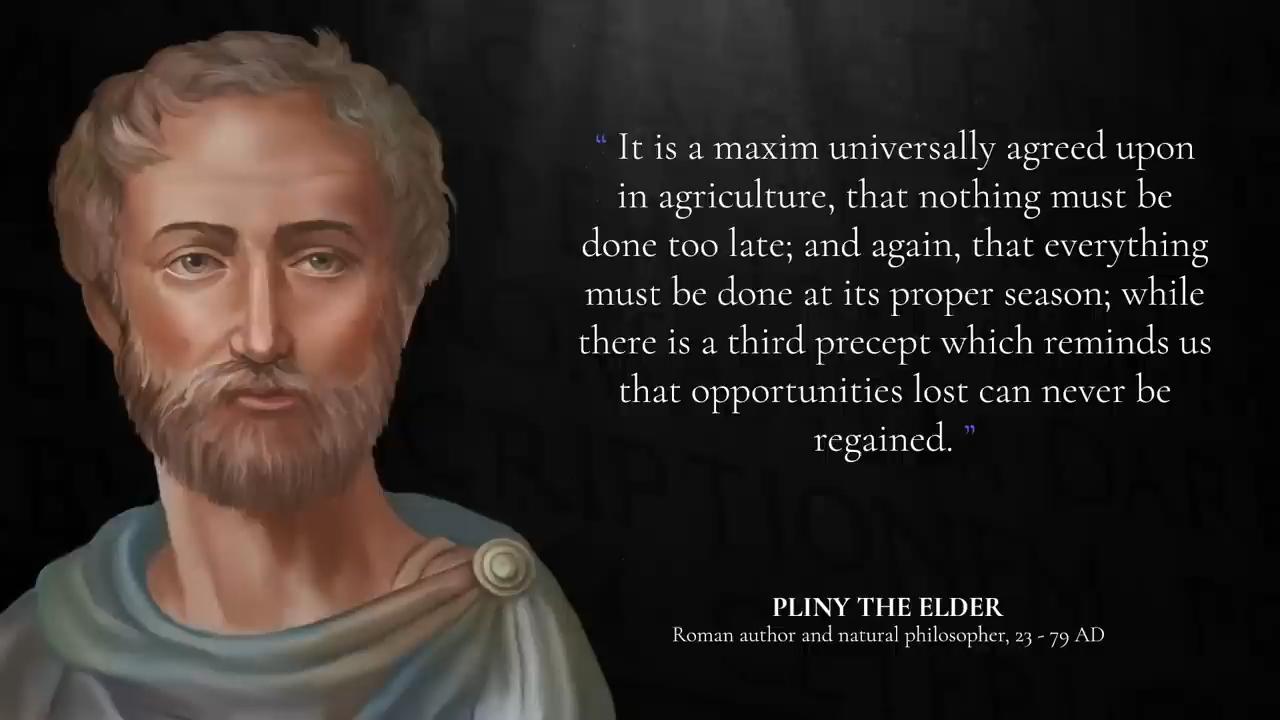 “ It is a maxim universally agreed upon
in agriculture, that nothing must be
done too late; and again, that everything
must be done at its proper season; while
there is a third precept which reminds us
that opportunities lost can never be
regained. ”
PLINY THE ELDER
Roman author and natural philosopher, 23 - 79 AD